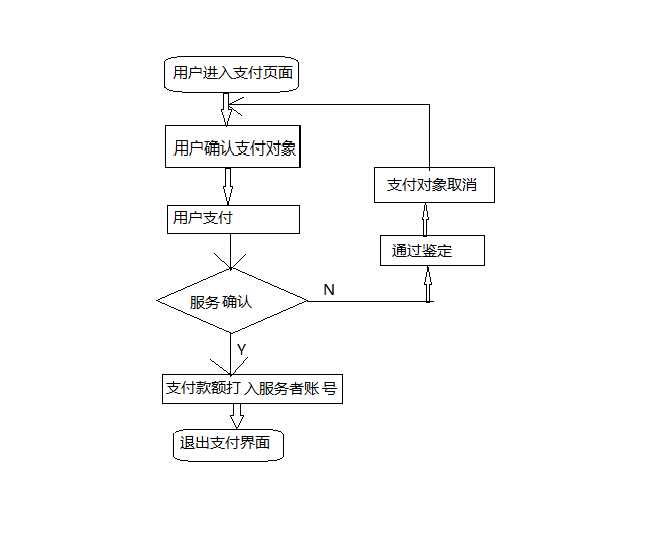 用户进入支付页面
用户确认支付对象
支付对象取消
用户支付
通过鉴定
N
服务确认
Y
支付款额打入服务者账号
退出支付界面